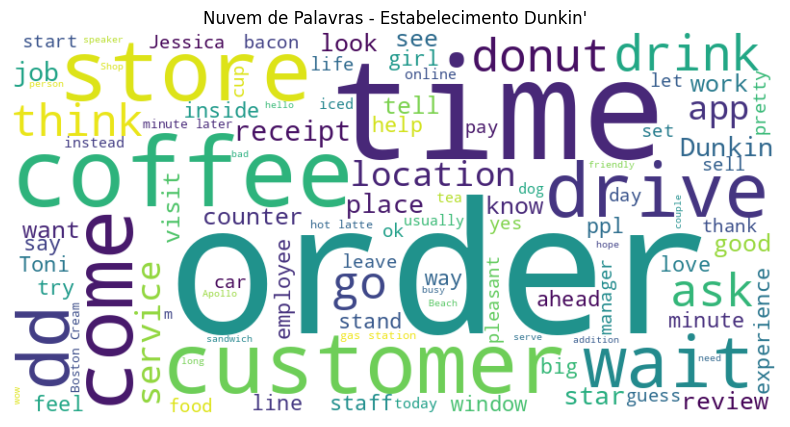 Nuvem de Palavras - Estabelecimento Dunkin'
start
speaker
Jessica
bacon
look
see
donut
drink
store
time
job
Shop
cup
life
girl
online
let
work
person
hello
iced
tell
app
pretty
think
inside
minute later
receipt
help
pay
set
Dunkin
instead
bad
coffee
location
friendly
sell
drive
visit
counter
place
dog
know
day
couple
want
hot latte
tea
usually
yes
ppl
thank
say
come
order
ok
good
Toni
employee
car
leave
way
hope
love
try
m
go
busy
pleasant
ahead
manager
ask
dd
Boston Cream
service
Apollo
stand
Beach
minute
experience
sandwich
gas station
serve
addition
customer
wait
wow
long
big
need
feel
food
line
staff
today
window
star
guess
review